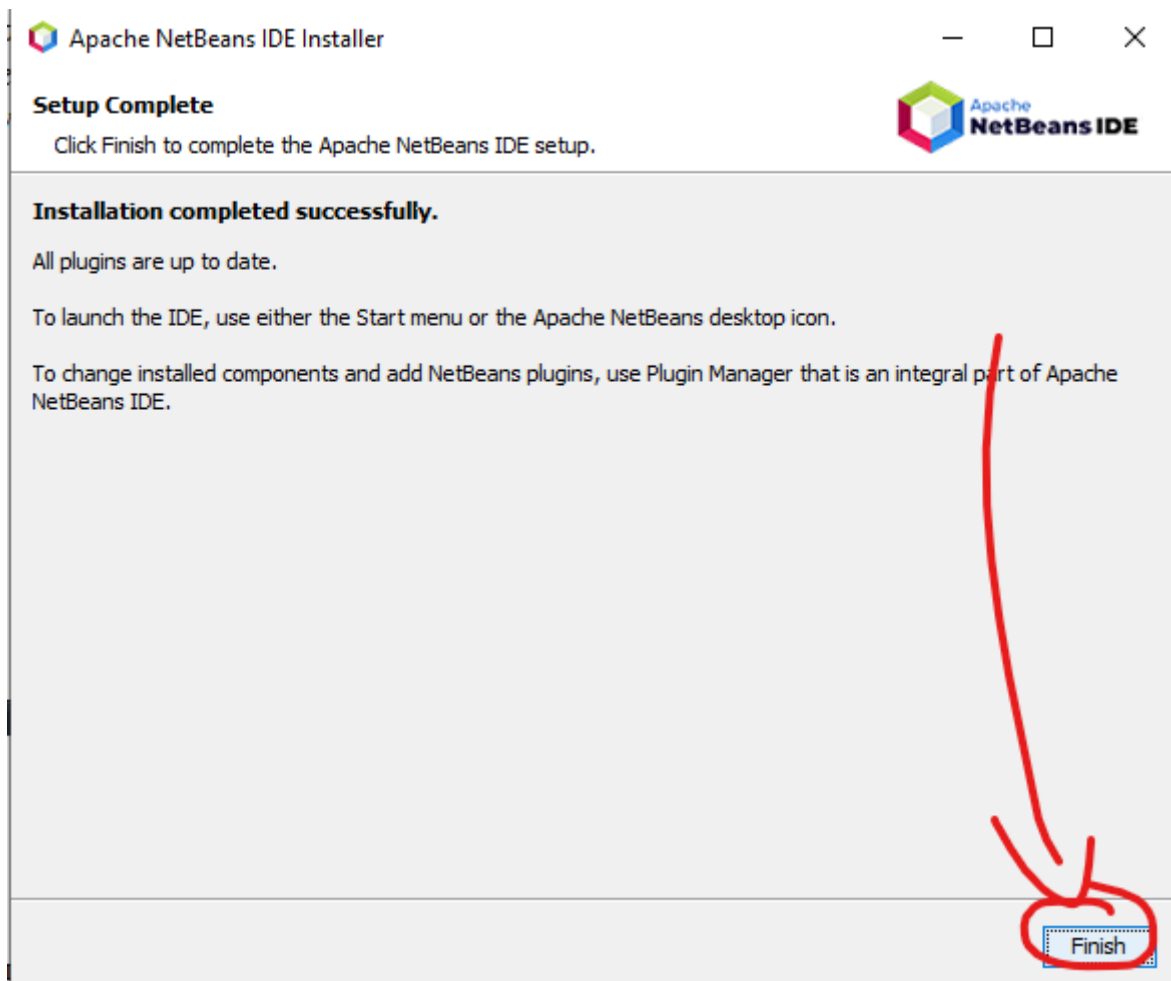 Apache NetBeans IDE Installer
Setup Complete
Click Finish to complete the Apache NetBeans IDE setup.
Apache
NetBeans IDE
Installation completed successfully.
All plugins are up to date.
To launch the IDE, use either the Start menu or the Apache NetBeans desktop icon.
To change installed components and add NetBeans plugins, use Plugin Manager that is an integral part of Apache
NetBeans IDE.
Finish